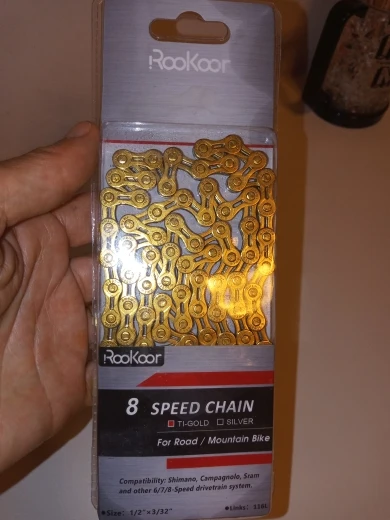 RooKoor
RooKoor
8 SPEED CHAIN
TI-GOLD SILVER
For Road / Mountain Bike
Compatibility: Shimano, Campagnolo, Sram
and other 6/7/8-Speed drivetrain system.
Size: 1/2"×3/32" Links: 116L